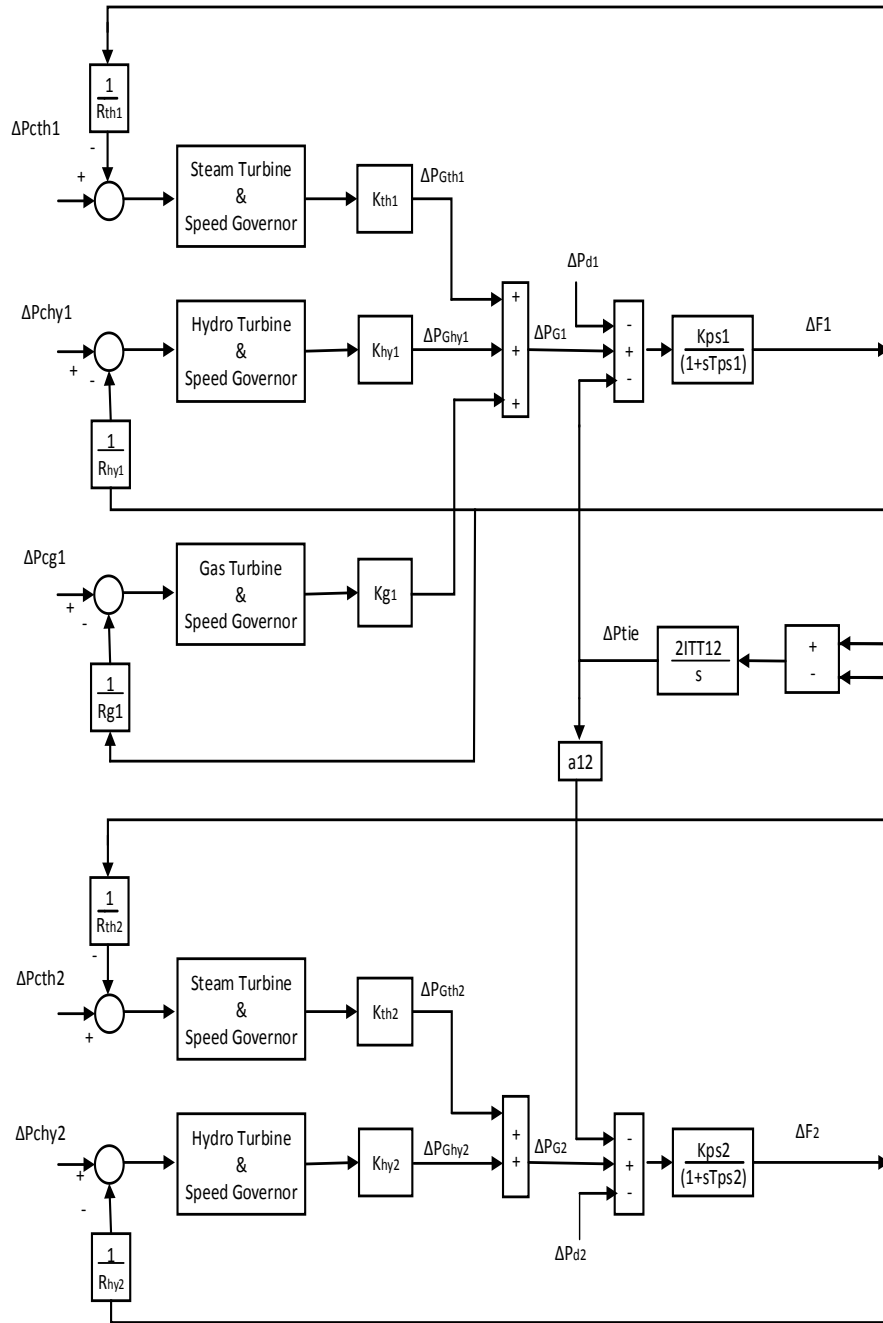 1
Rth1
ΔPcth1
-
+
Steam Turbine
&
Speed Governor
Kth1
ΔPGth1
ΔPchy1
+
-
Hydro Turbine
&
Speed Governor
Khy1
ΔPGhy1
+
+
+
ΔPG1
ΔPd1
-
+
-
Kps1
(1+sTps1)
ΔF1
1
Rhy1
ΔPcg1
+
-
Gas Turbine
&
Speed Governor
Kg1
1
Rg1
ΔPtie
2ITT12
s
+
-
a12
1
Rth2
-
ΔPcth2
+
Steam Turbine
&
Speed Governor
Kth2
ΔPGth2
ΔPchy2
+
-
Hydro Turbine
&
Speed Governor
Khy2
ΔPGhy2
+
+
ΔPG2
-
+
-
Kps2
(1+sTps2)
ΔF2
ΔPd2
1
Rhy2